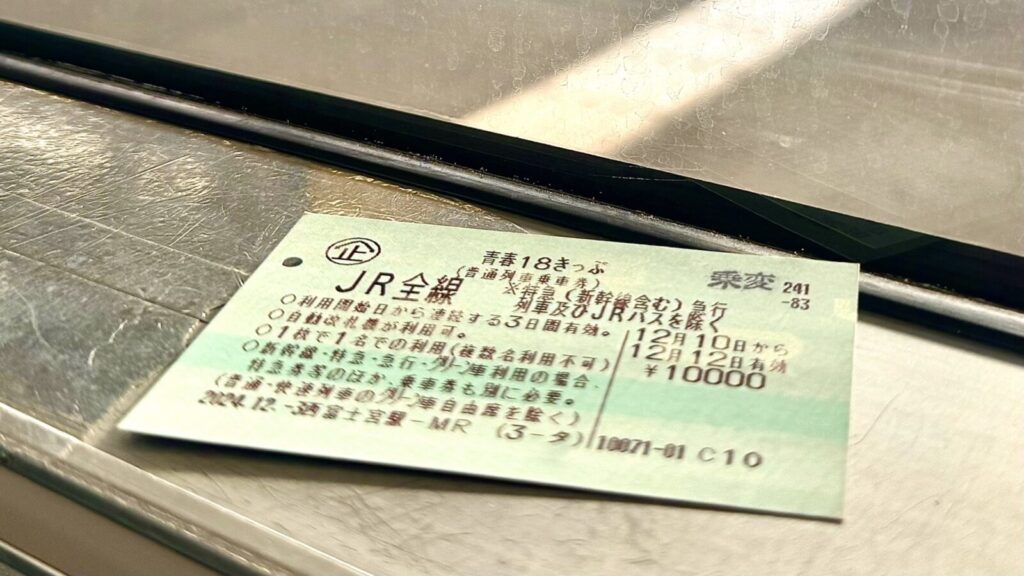 企 青春18きっぷ
(普通列車乗車券) 乗変 241
JR全線 ※特急(新幹線含む)急行 -83
列車及びJRバスを除く
○利用開始日から連続する3日間有効。 12月10日から
○自動改札機が利用可。 12月12日有効
○1枚で1名での利用(複数名利用不可) ¥10000
○新幹線・特急・急行・グリーン車利用の場合、
特急券等のほか、乗車券も別に必要。
(普通・快速列車のグリーン車自由席を除く)
2024.12.-3西富士宮駅-MR (3-タ) 10071-01 C10